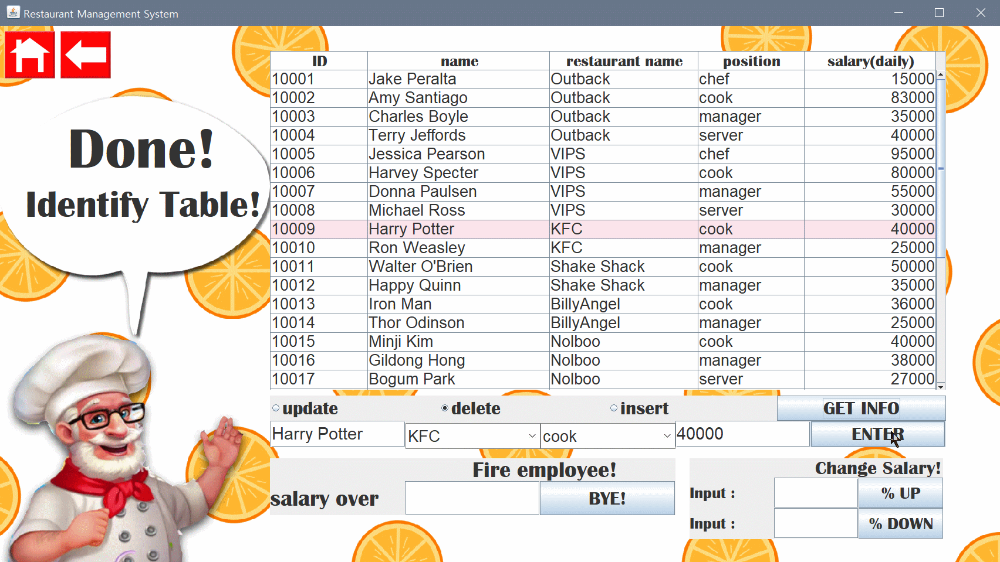 Restaurant Management System
Done!
Identify Table!
ID name restaurant name position salary(daily)
10001 Jake Peralta Outback chef 15000
10002 Amy Santiago Outback cook 83000
10003 Charles Boyle Outback manager 35000
10004 Terry Jeffords Outback server 40000
10005 Jessica Pearson VIPS chef 95000
10006 Harvey Specter VIPS cook 80000
10007 Donna Paulsen VIPS manager 55000
10008 Michael Ross VIPS server 30000
10009 Harry Potter KFC cook 40000
10010 Ron Weasley KFC manager 25000
10011 Walter O'Brien Shake Shack cook 50000
10012 Happy Quinn Shake Shack manager 35000
10013 Iron Man BillyAngel cook 36000
10014 Thor Odinson BillyAngel manager 25000
10015 Minji Kim Nolboo cook 40000
10016 Gildong Hong Nolboo manager 38000
10017 Bogum Park Nolboo server 27000
update delete insert GET INFO
Harry Potter KFC cook 40000 ENTER
Fire employee!
salary over BYE!
Change Salary!
Input : % UP
Input : % DOWN